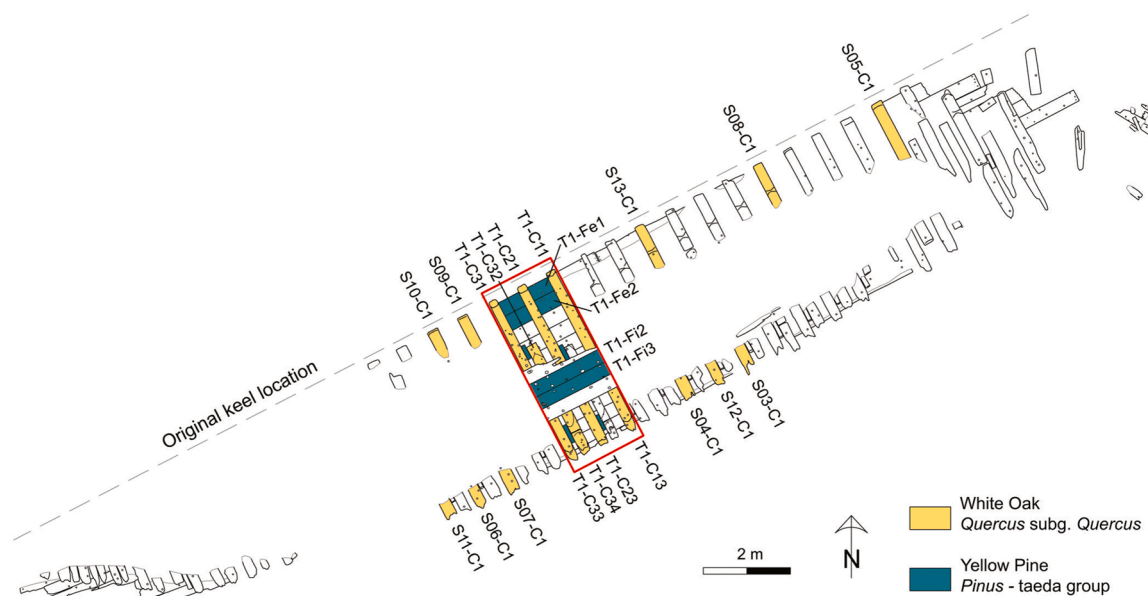 S05-C1
S08-C1
S13-C1
T1-Fe1
T1-C11
T1-C21
T1-C32
T1-C31
S09-C1
S10-C1
T1-Fe2
T1-Fi2
T1-Fi3
Original keel location
S03-C1
S12-C1
S04-C1
T1-C13
T1-C23
T1-C34
T1-C33
S07-C1
S06-C1
S11-C1
2 m
N
White Oak
Quercus subg. Quercus
Yellow Pine
Pinus - taeda group